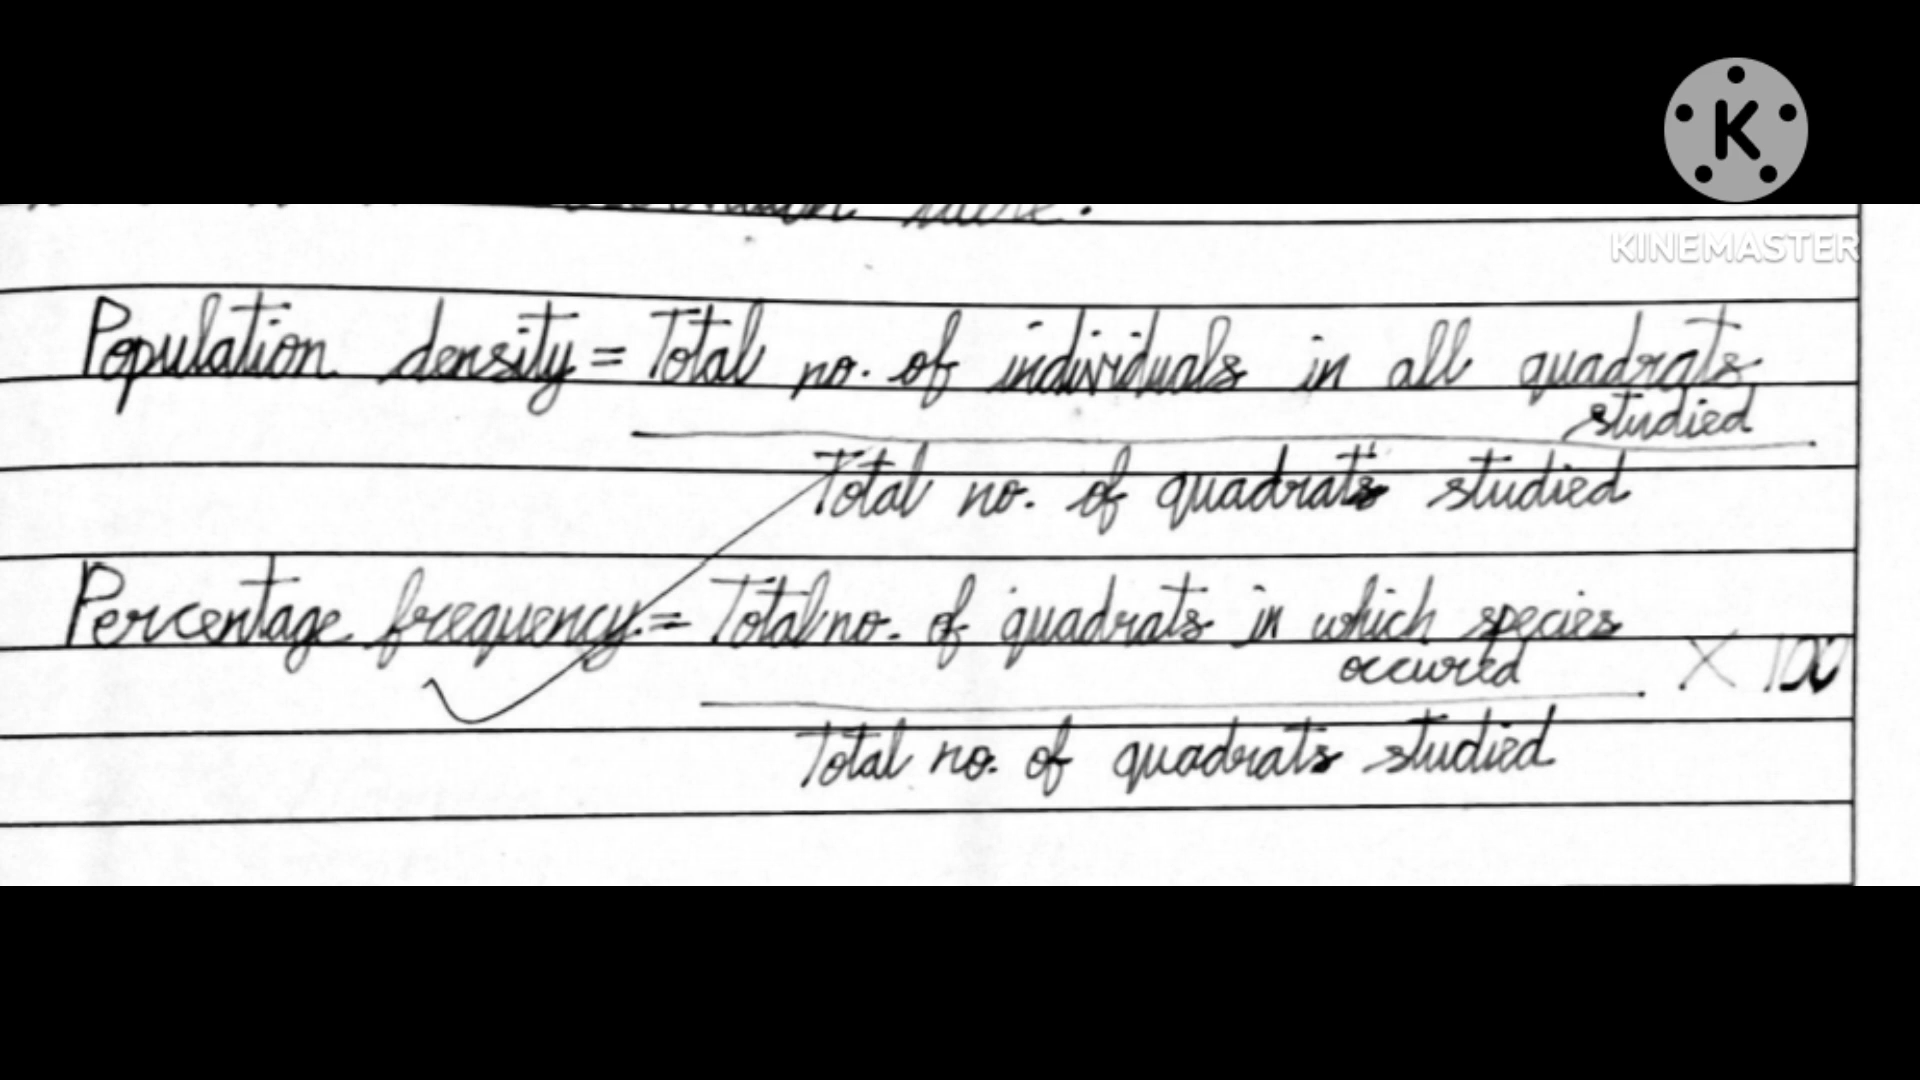 K
KINEMASTER
Population density = Total no. of individuals in all quadrats
studied
Total no. of quadrats studied
Percentage frequency = Total no. of quadrats in which species
occured × 100
Total no. of quadrats studied